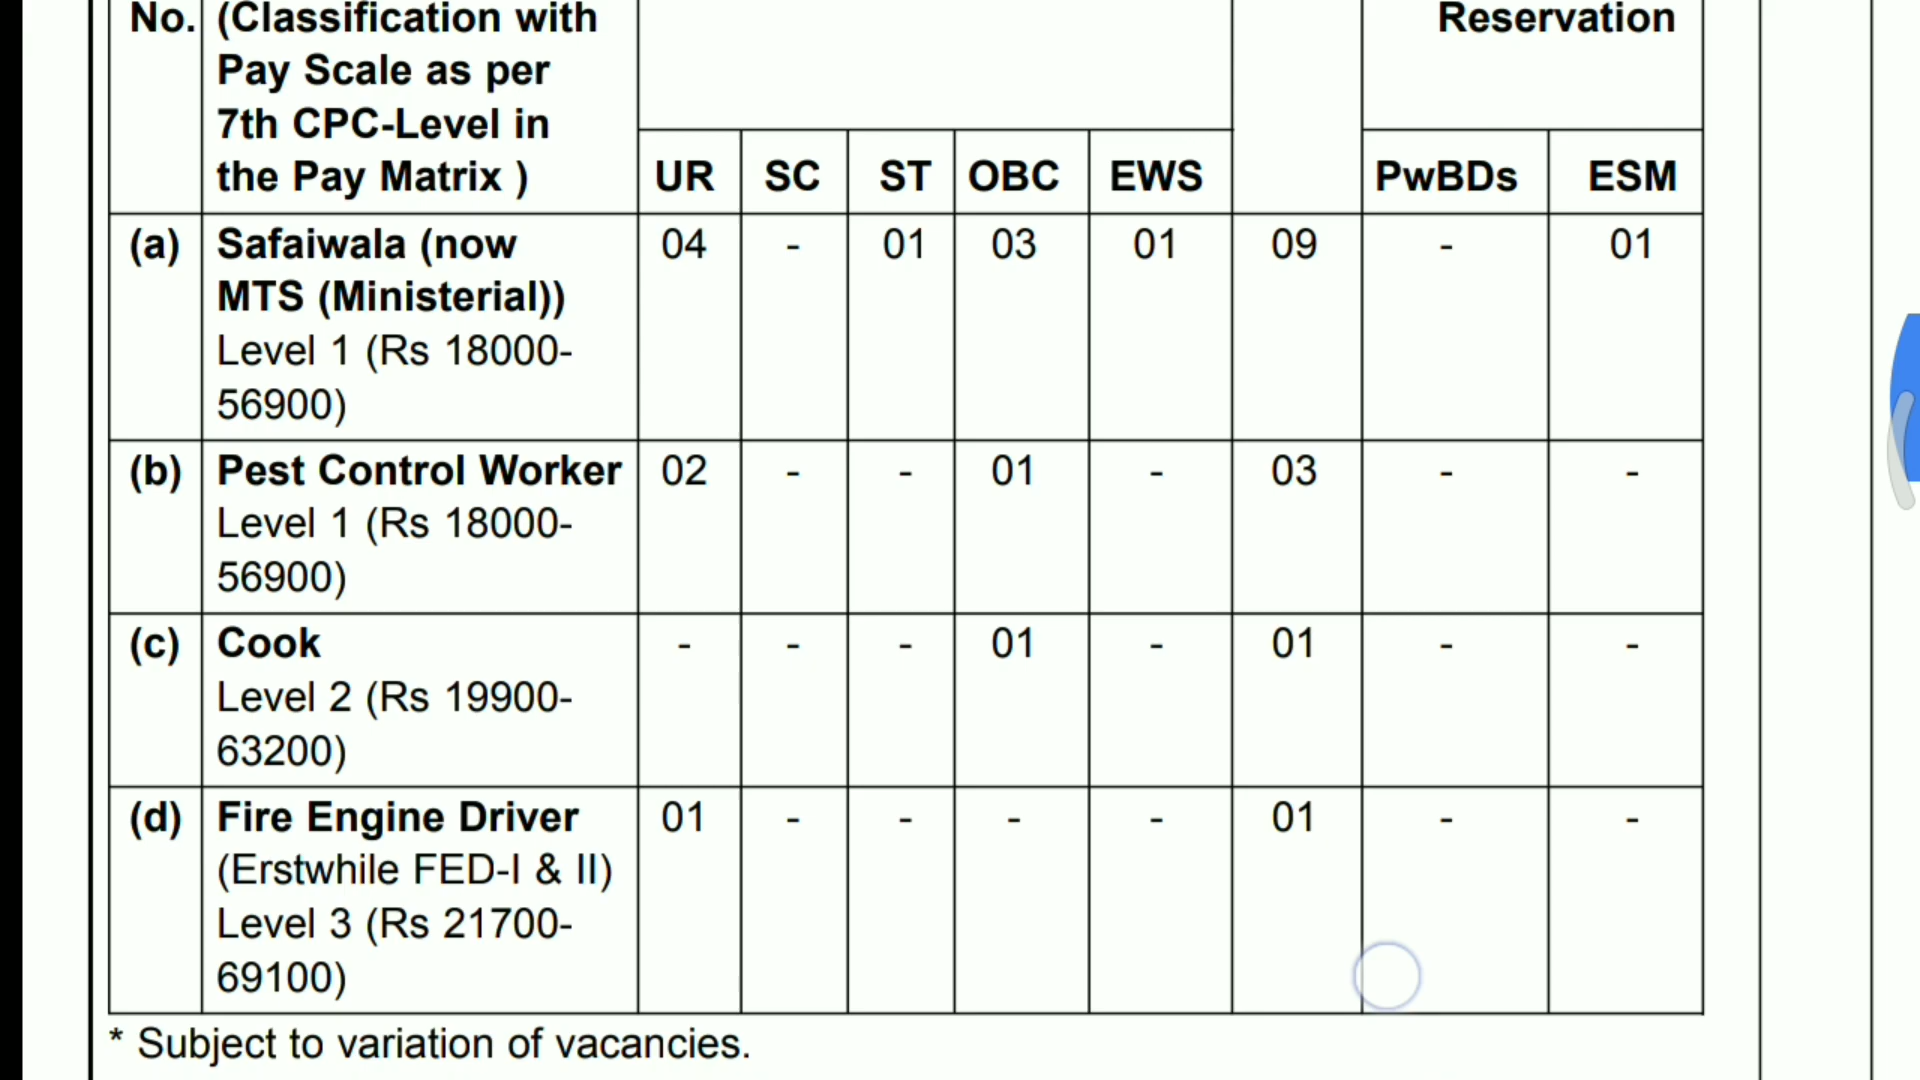 No. (Classification with Reservation
Pay Scale as per
7th CPC-Level in
the Pay Matrix ) UR SC ST OBC EWS PwBDs ESM
(a) Safaiwala (now 04 - 01 03 01 09 - 01
MTS (Ministerial))
Level 1 (Rs 18000-
56900)
(b) Pest Control Worker 02 - - 01 - 03 - -
Level 1 (Rs 18000-
56900)
(c) Cook - - - 01 - 01 - -
Level 2 (Rs 19900-
63200)
(d) Fire Engine Driver 01 - - - - 01 - -
(Erstwhile FED-I & II)
Level 3 (Rs 21700-
69100)
* Subject to variation of vacancies.